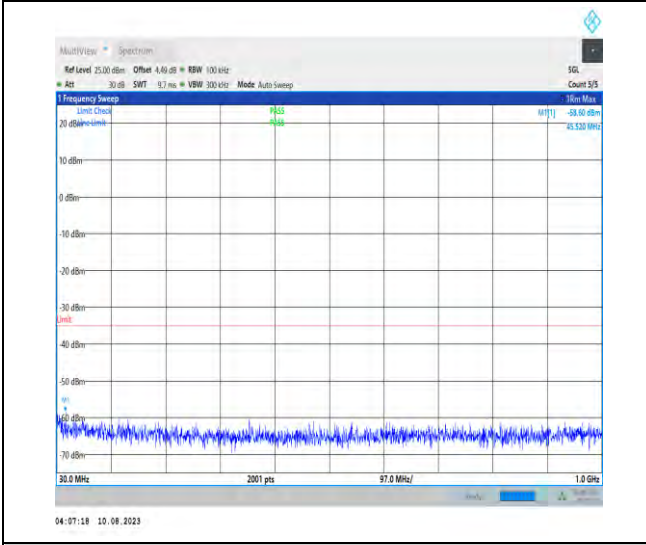 MultiView Spectrum
Ref Level 25.00 dBm Offset 4.49 dB RBW 100 kHz SGL
Att 30 dB SWT 9.7 ms VBW 300 kHz Mode Auto Sweep Count 5/5
1 Frequency Sweep 1Rm Max
Limit Check PASS M1[1] -58.60 dBm
20 dBm Line Limit PASS 45.520 MHz
10 dBm
0 dBm
-10 dBm
-20 dBm
-30 dBm
Limit
-40 dBm
-50 dBm
M1
-60 dBm
-70 dBm
30.0 MHz 2001 pts 97.0 MHz/ 1.0 GHz
04:07:18 10.08.2023